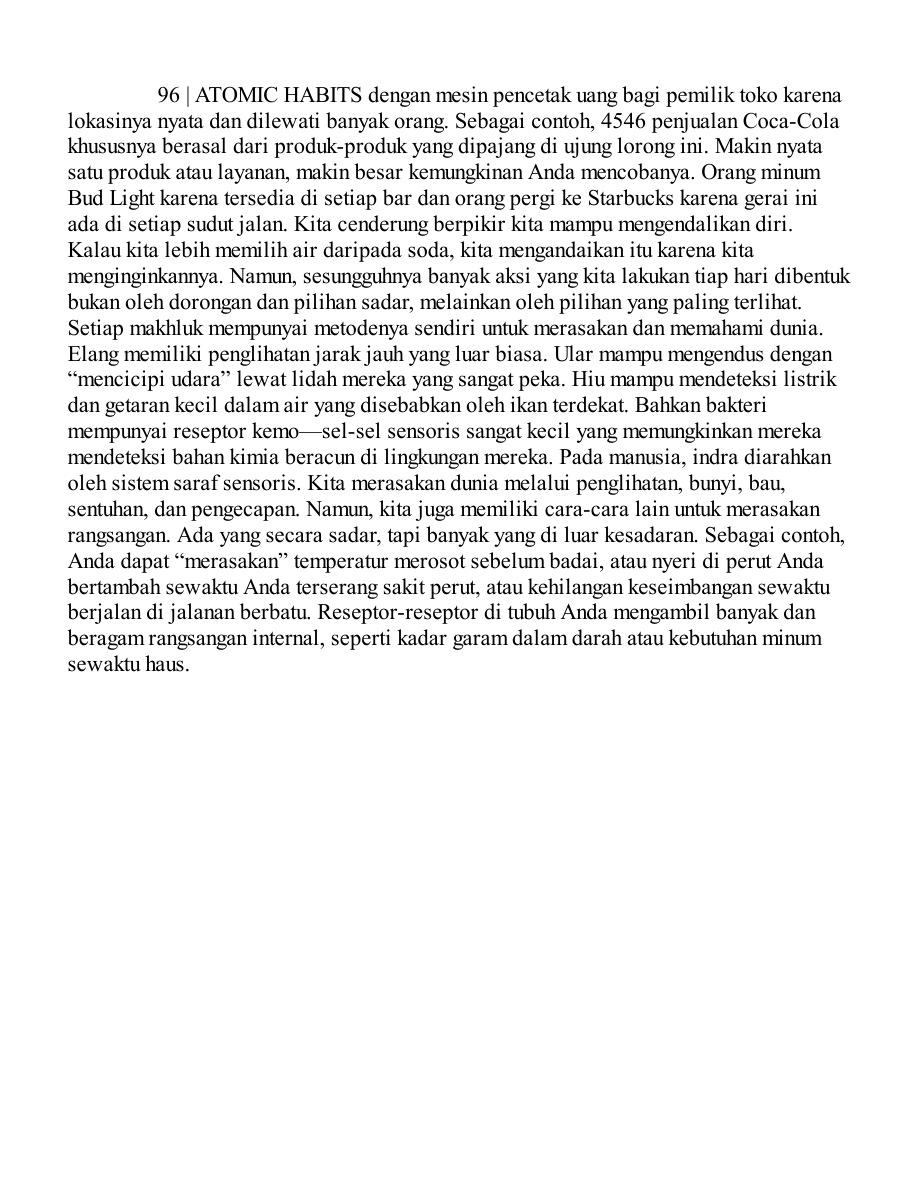 96 | ATOMIC HABITS dengan mesin pencetak uang bagi pemilik toko karena
lokasinya nyata dan dilewati banyak orang. Sebagai contoh, 4546 penjualan Coca-Cola
khususnya berasal dari produk-produk yang dipajang di ujung lorong ini. Makin nyata
satu produk atau layanan, makin besar kemungkinan Anda mencobanya. Orang minum
Bud Light karena tersedia di setiap bar dan orang pergi ke Starbucks karena gerai ini
ada di setiap sudut jalan. Kita cenderung berpikir kita mampu mengendalikan diri.
Kalau kita lebih memilih air daripada soda, kita mengandaikan itu karena kita
menginginkannya. Namun, sesungguhnya banyak aksi yang kita lakukan tiap hari dibentuk
bukan oleh dorongan dan pilihan sadar, melainkan oleh pilihan yang paling terlihat.
Setiap makhluk mempunyai metodenya sendiri untuk merasakan dan memahami dunia.
Elang memiliki penglihatan jarak jauh yang luar biasa. Ular mampu mengendus dengan
“mencicipi udara” lewat lidah mereka yang sangat peka. Hiu mampu mendeteksi listrik
dan getaran kecil dalam air yang disebabkan oleh ikan terdekat. Bahkan bakteri
mempunyai reseptor kemo—sel-sel sensoris sangat kecil yang memungkinkan mereka
mendeteksi bahan kimia beracun di lingkungan mereka. Pada manusia, indra diarahkan
oleh sistem saraf sensoris. Kita merasakan dunia melalui penglihatan, bunyi, bau,
sentuhan, dan pengecapan. Namun, kita juga memiliki cara-cara lain untuk merasakan
rangsangan. Ada yang secara sadar, tapi banyak yang di luar kesadaran. Sebagai contoh,
Anda dapat “merasakan” temperatur merosot sebelum badai, atau nyeri di perut Anda
bertambah sewaktu Anda terserang sakit perut, atau kehilangan keseimbangan sewaktu
berjalan di jalanan berbatu. Reseptor-reseptor di tubuh Anda mengambil banyak dan
beragam rangsangan internal, seperti kadar garam dalam darah atau kebutuhan minum
sewaktu haus.